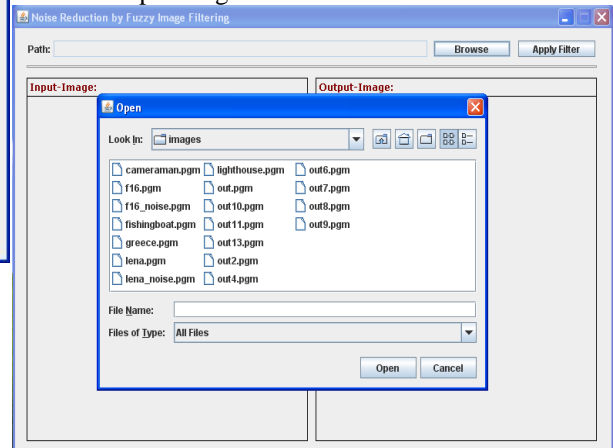 Noise Reduction by Fuzzy Image Filtering
Path: Browse Apply Filter
Input-Image: Output-Image:
Open
Look In: images
cameraman.pgm lighthouse.pgm out6.pgm
f16.pgm out.pgm out7.pgm
f16_noise.pgm out10.pgm out8.pgm
fishingboat.pgm out11.pgm out9.pgm
greece.pgm out13.pgm
lena.pgm out2.pgm
lena_noise.pgm out4.pgm
File Name:
Files of Type: All Files
Open Cancel